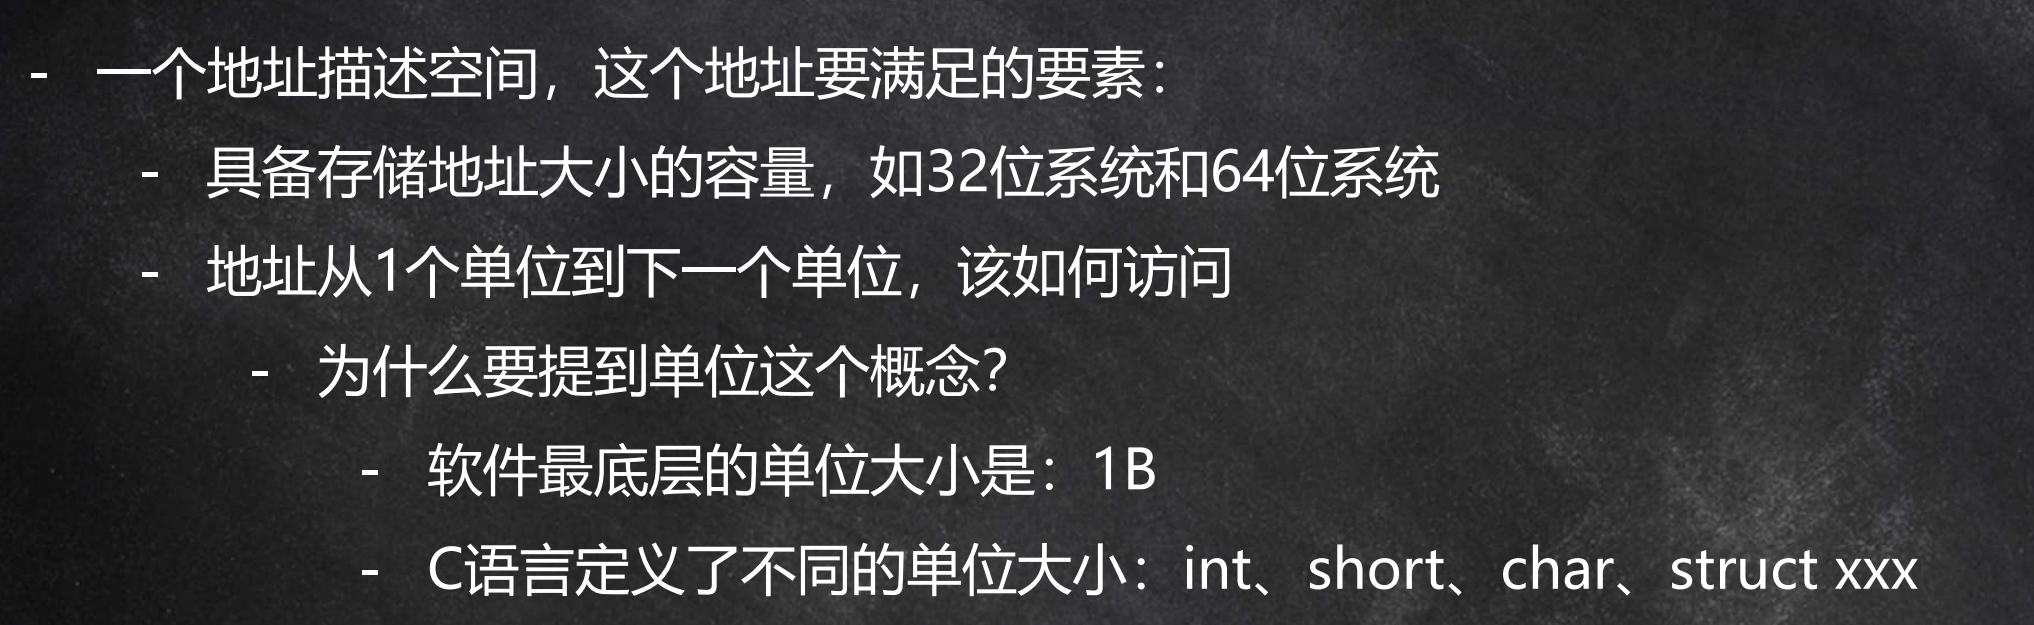 - 一个地址描述空间，这个地址要满足的要素：
- 具备存储地址大小的容量，如32位系统和64位系统
- 地址从1个单位到下一个单位，该如何访问
- 为什么要提到单位这个概念？
- 软件最底层的单位大小是：1B
- C语言定义了不同的单位大小：int、short、char、struct xxx